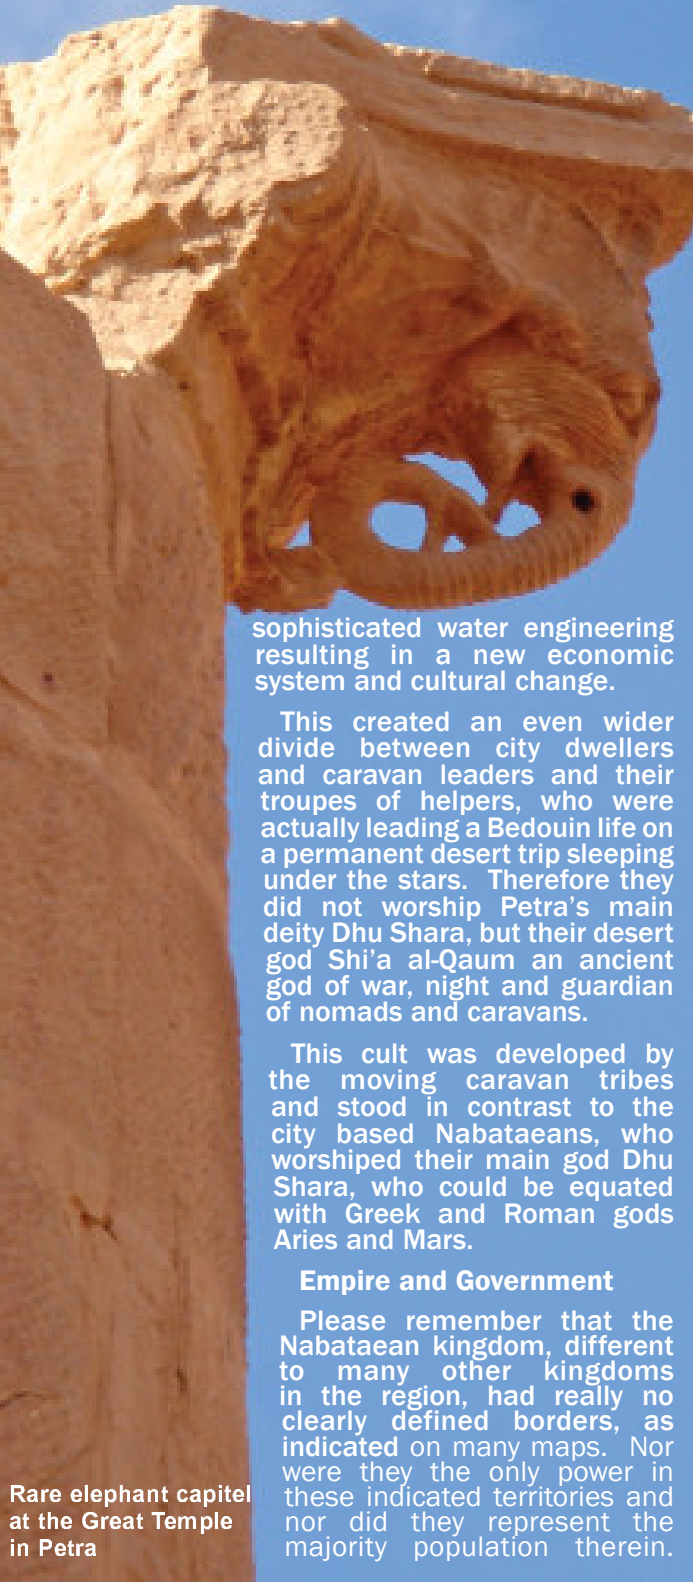 sophisticated water engineering
resulting in a new economic
system and cultural change.
This created an even wider
divide between city dwellers
and caravan leaders and their
troupes of helpers, who were
actually leading a Bedouin life on
a permanent desert trip sleeping
under the stars. Therefore they
did not worship Petra's main
deity Dhu Shara, but their desert
god Shi'a al-Qaum an ancient
god of war, night and guardian
of nomads and caravans.
This cult was developed by
the moving caravan tribes
and stood in contrast to the
city based Nabataeans, who
worshiped their main god Dhu
Shara, who could be equated
with Greek and Roman gods
Aries and Mars.
Empire and Government
Please remember that the
Nabataean kingdom, different
to many other kingdoms
in the region, had really no
clearly defined borders, as
indicated on many maps. Nor
were they the only power in
these indicated territories and
nor did they represent the
majority population therein.
Rare elephant capitel
at the Great Temple
in Petra